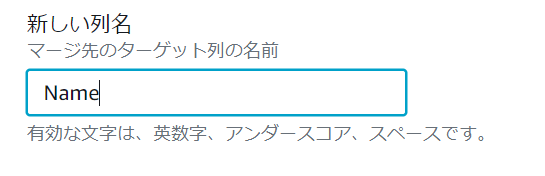 新しい列名
マージ先のターゲット列の名前
Name
有効な文字は、英数字、アンダースコア、スペースです。